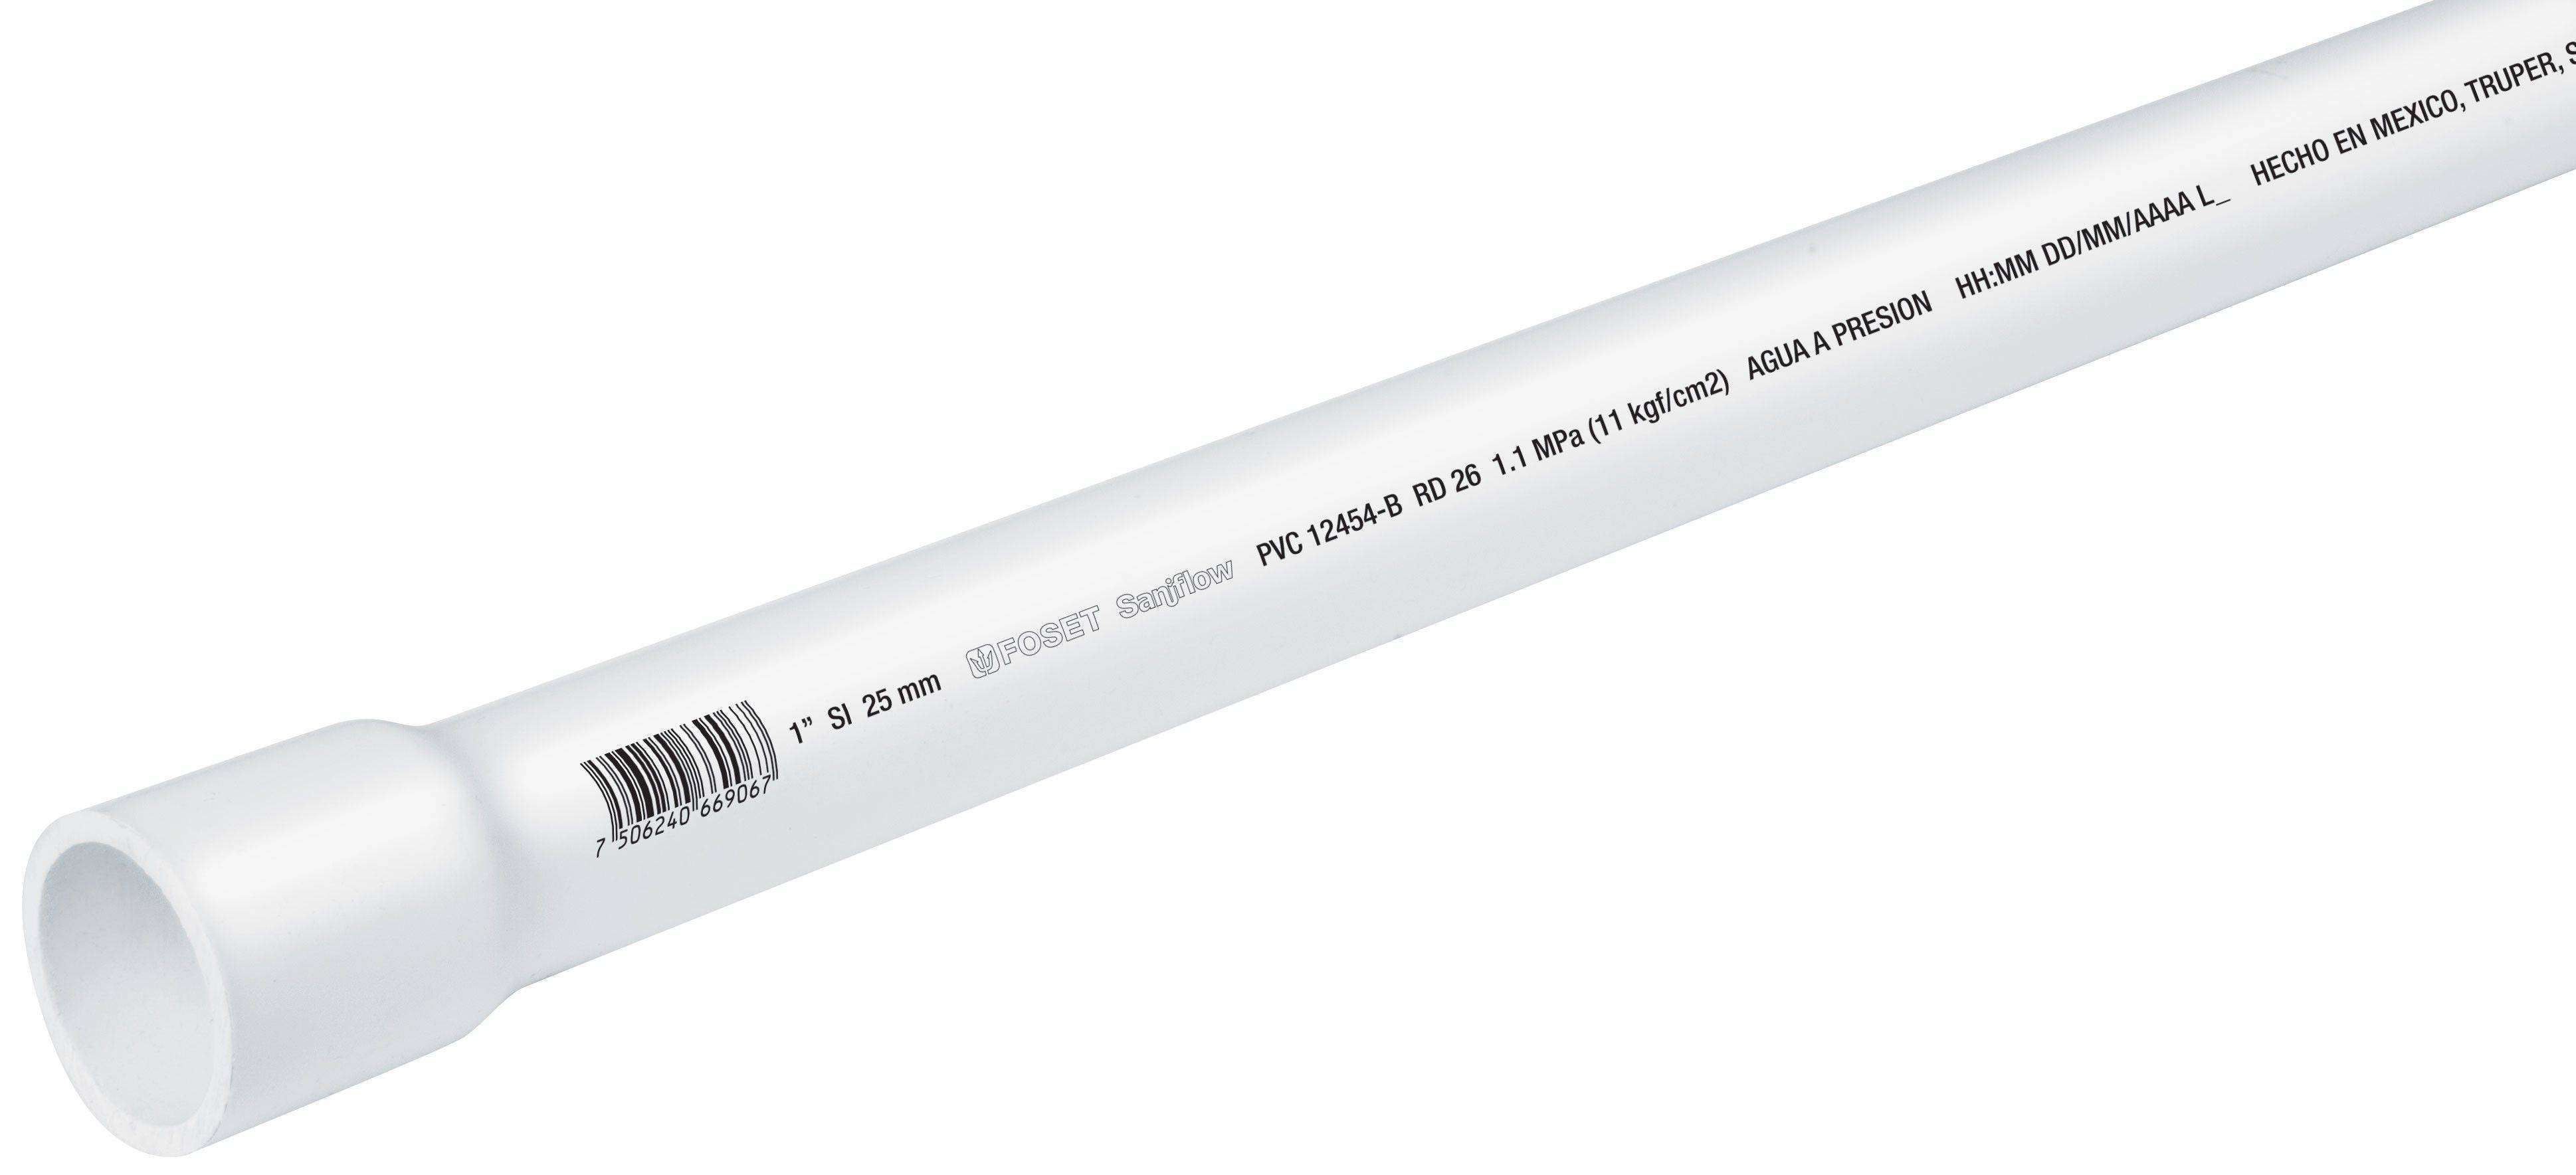 1” SI 25 mm FOSET Saniflow PVC 12454-B RD 26 1.1 MPa (11 kgf/cm2) AGUA A PRESION HH:MM DD/MM/AAAA L_ HECHO EN MEXICO, TRUPER, S
7 506240 669067